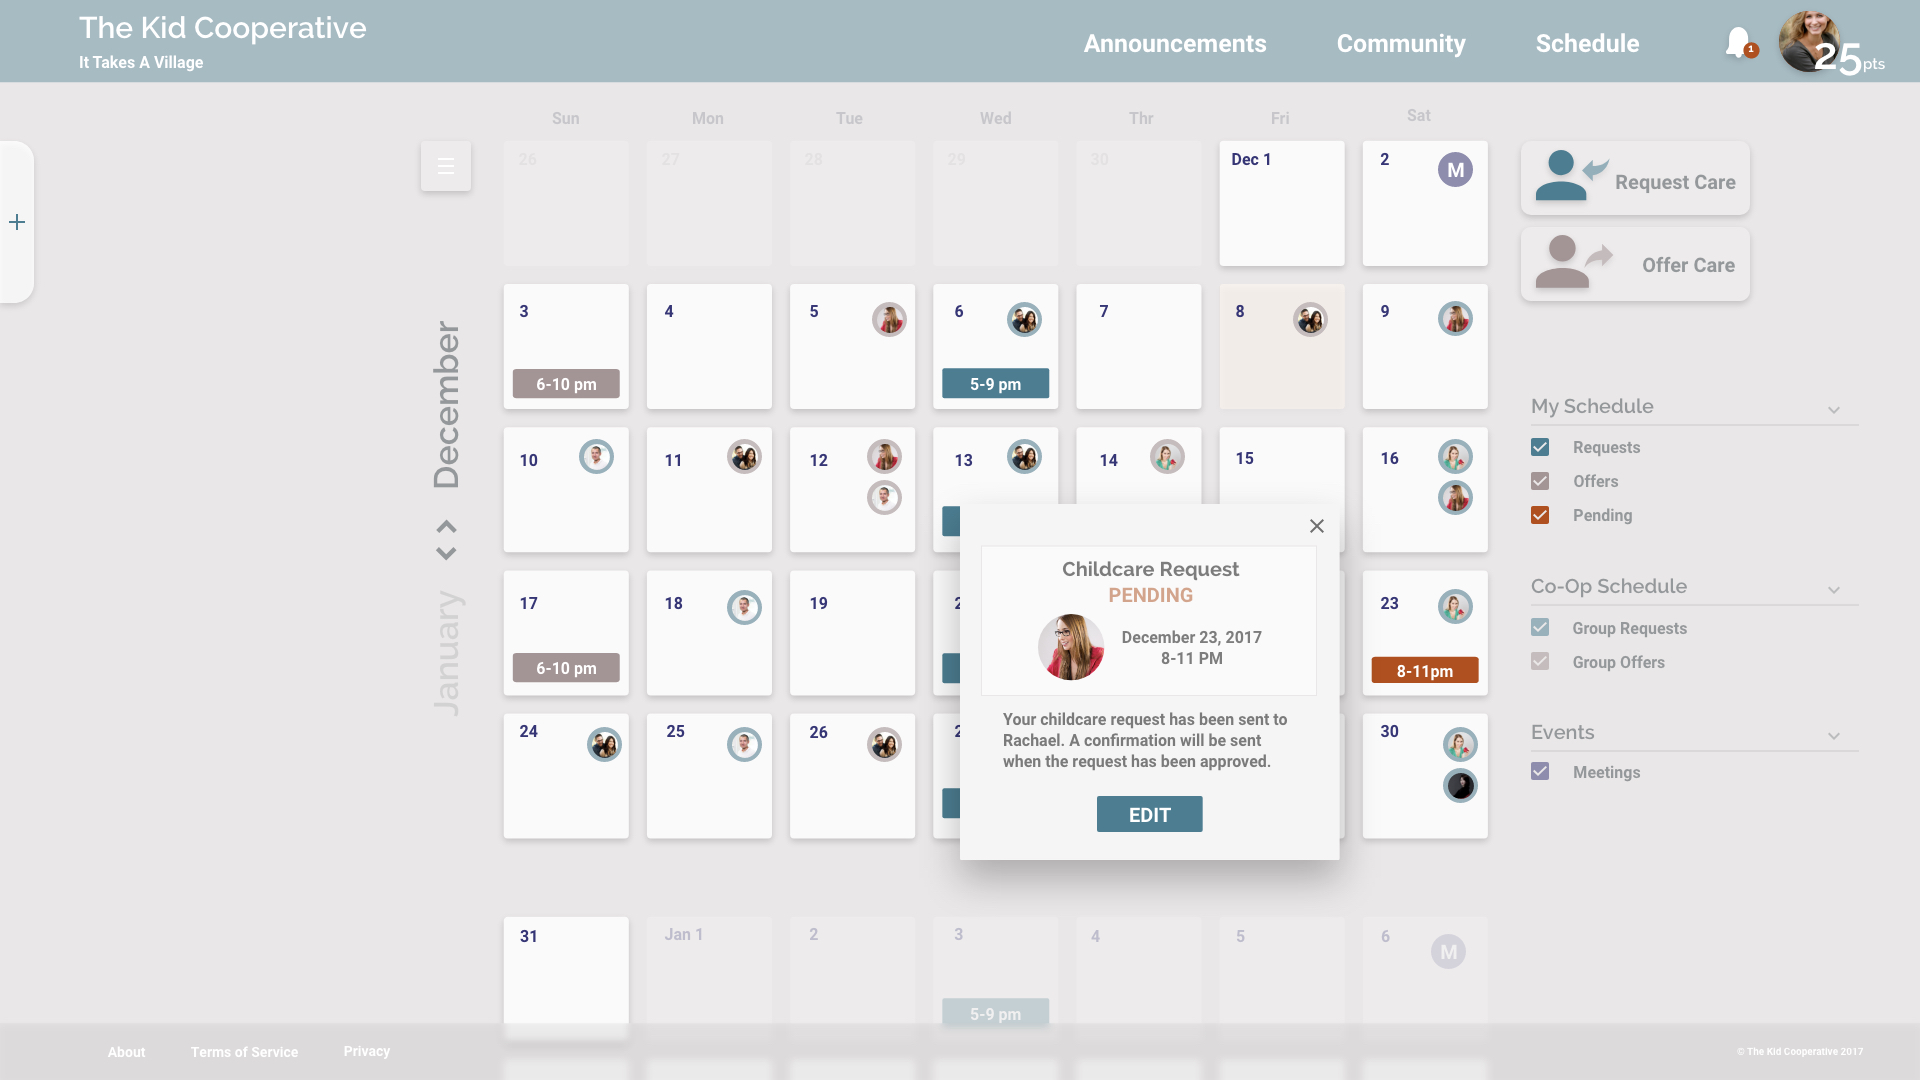 The Kid Cooperative
It Takes A Village
Announcements
Community
Schedule
1
25 pts
Sun
Mon
Tue
Wed
Thr
Fri
Sat
26
27
28
29
30
Dec 1
2
M
Request Care
Offer Care
3
6-10 pm
4
5
6
5-9 pm
7
8
9
December
January
10
11
12
13
14
15
16
17
6-10 pm
18
19
2
23
8-11pm
24
25
26
2
30
Childcare Request
PENDING
December 23, 2017
8-11 PM
Your childcare request has been sent to
Rachael. A confirmation will be sent
when the request has been approved.
EDIT
My Schedule
Requests
Offers
Pending
Co-Op Schedule
Group Requests
Group Offers
Events
Meetings
31
Jan 1
2
3
5-9 pm
4
5
6
M
About
Terms of Service
Privacy
© The Kid Cooperative 2017